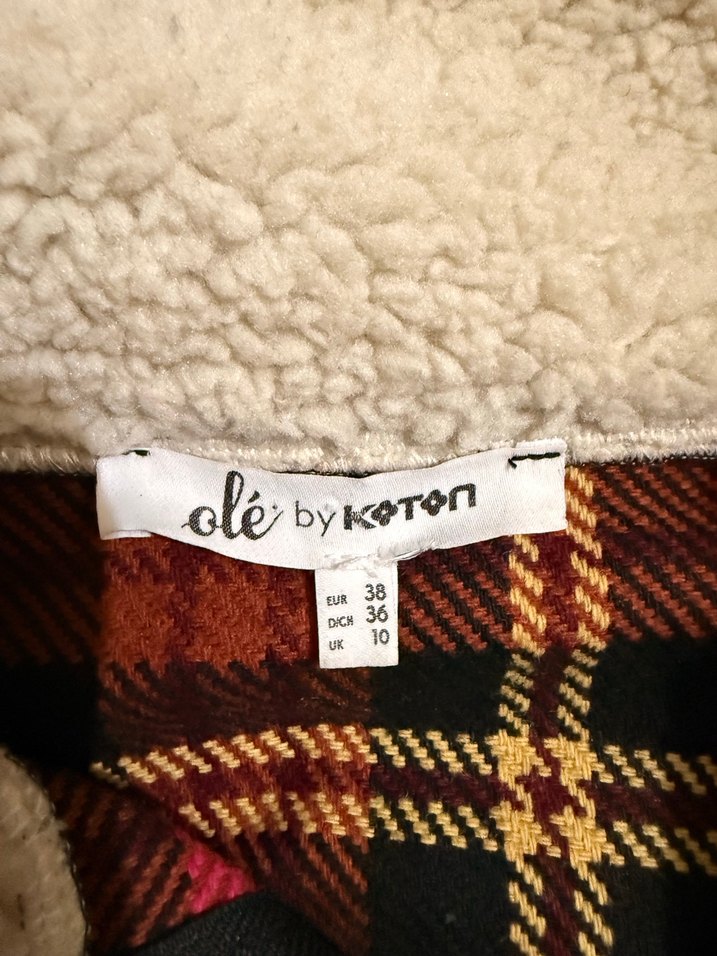 olé by KOTON
EUR 38
D/CH 36
UK 10